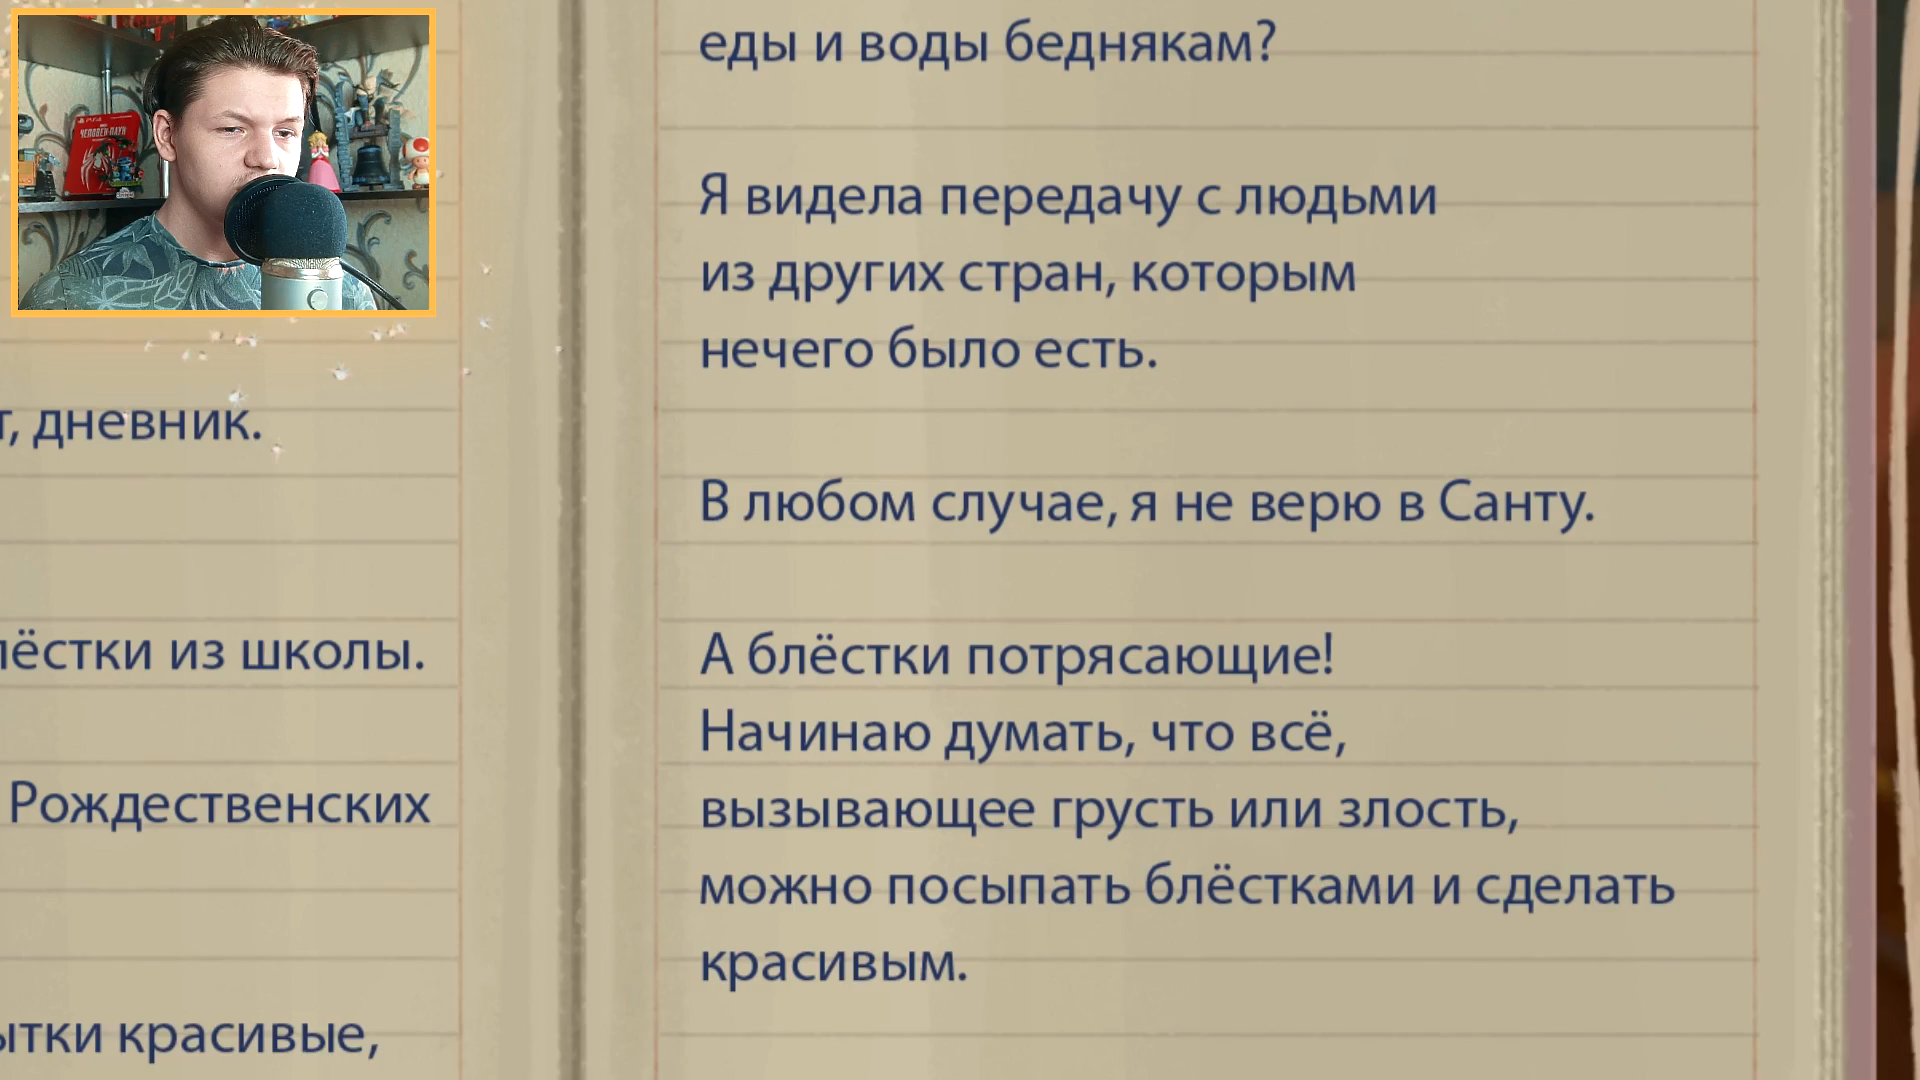 ЧЕЛОВЕК-ПАУК
дневник.
из школы.
Рождественских
красивые,
еды и воды беднякам?
Я видела передачу с людьми
из других стран, которым
нечего было есть.
В любом случае, я не верю в Санту.
А блёстки потрясающие!
Начинаю думать, что всё,
вызывающее грусть или злость,
можно посыпать блёстками и сделать
красивым.